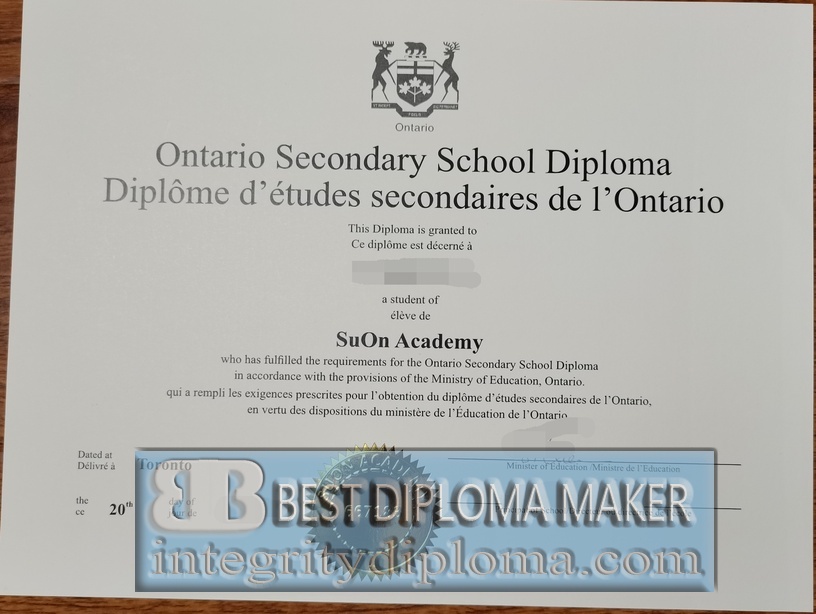 Ontario
Ontario Secondary School Diploma
Diplôme d'études secondaires de l'Ontario
This Diploma is granted to
Ce diplôme est décerné à
a student of
élève de
SuOn Academy
who has fulfilled the requirements for the Ontario Secondary School Diploma
in accordance with the provisions of the Ministry of Education, Ontario.
qui a rempli les exigences prescrites pour l'obtention du diplôme d'études secondaires de l'Ontario,
en vertu des dispositions du ministère de l'Éducation de l'Ontario
Dated at
Délivré à Toronto
Minister of Education /Ministre de l'Éducation
the
ce 20th
day of
jour de
BB BEST DIPLOMA MAKER
integritydiploma.com